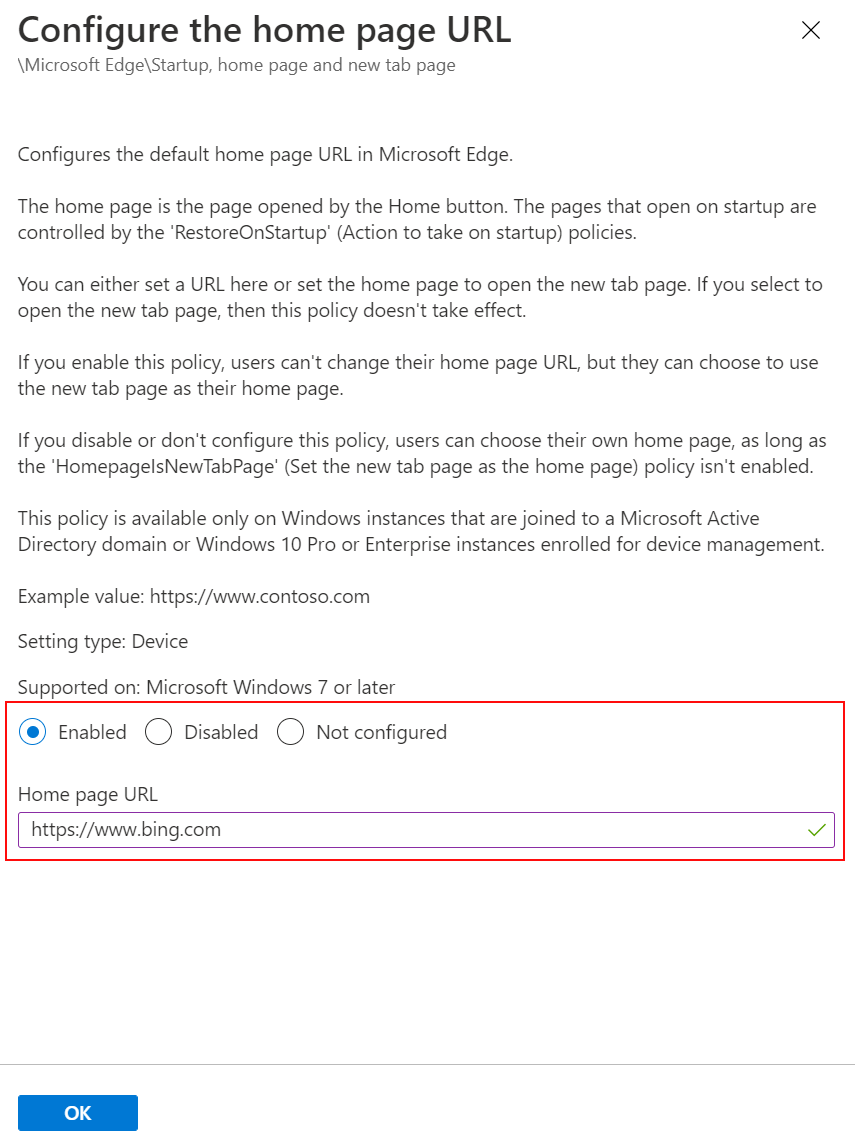 Configure the home page URL
\Microsoft Edge\Startup, home page and new tab page
Configures the default home page URL in Microsoft Edge.
The home page is the page opened by the Home button. The pages that open on startup are
controlled by the 'RestoreOnStartup' (Action to take on startup) policies.
You can either set a URL here or set the home page to open the new tab page. If you select to
open the new tab page, then this policy doesn't take effect.
If you enable this policy, users can't change their home page URL, but they can choose to use
the new tab page as their home page.
If you disable or don't configure this policy, users can choose their own home page, as long as
the 'HomepageIsNewTabPage' (Set the new tab page as the home page) policy isn't enabled.
This policy is available only on Windows instances that are joined to a Microsoft Active
Directory domain or Windows 10 Pro or Enterprise instances enrolled for device management.
Example value: https://www.contoso.com
Setting type: Device
Supported on: Microsoft Windows 7 or later
Enabled Disabled Not configured
Home page URL
https://www.bing.com
OK